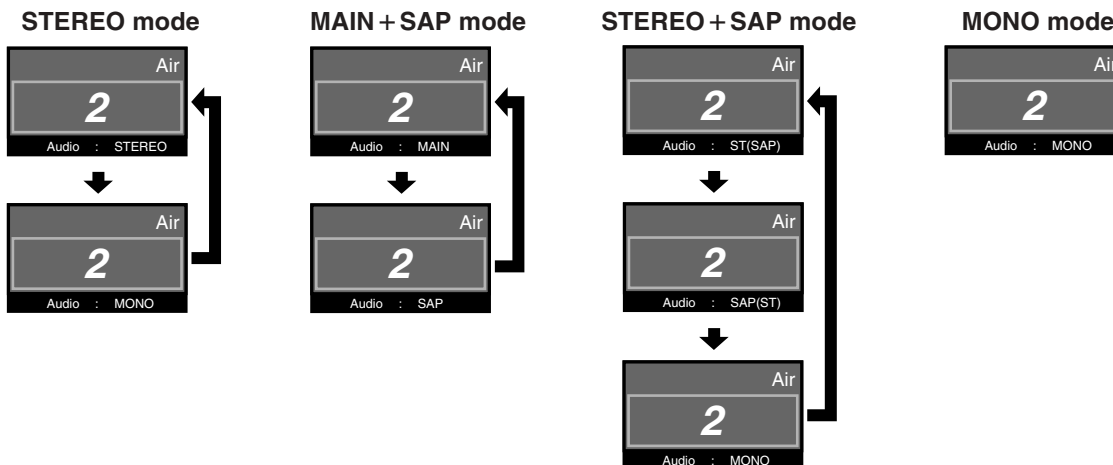 STEREO mode
Air
2
Audio : STEREO
Air
2
Audio : MONO
MAIN+SAP mode
Air
2
Audio : MAIN
Air
2
Audio : SAP
STEREO+SAP mode
Air
2
Audio : ST(SAP)
Air
2
Audio : SAP(ST)
Air
2
Audio : MONO
MONO mode
Air
2
Audio : MONO